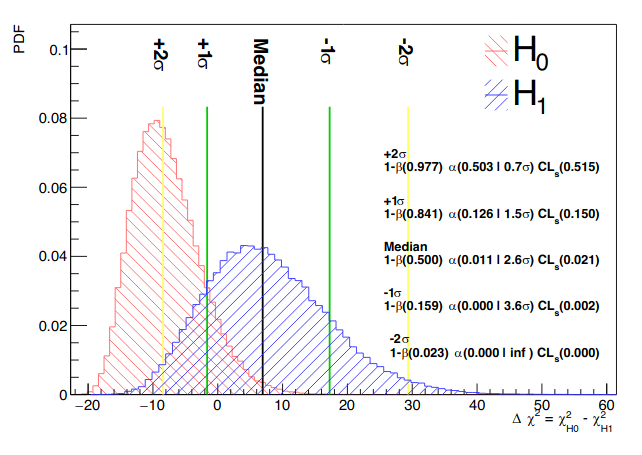 PDF
0.1
0.08
0.06
0.04
0.02
0
+2σ
+1σ
Median
-1σ
-2σ
H0
H1
+2σ
1-β(0.977) α(0.503 | 0.7σ) CLs(0.515)
+1σ
1-β(0.841) α(0.126 | 1.5σ) CLs(0.150)
Median
1-β(0.500) α(0.011 | 2.6σ) CLs(0.021)
-1σ
1-β(0.159) α(0.000 | 3.6σ) CLs(0.002)
-2σ
1-β(0.023) α(0.000 | inf ) CLs(0.000)
−20 −10 0 10 20 30 40 50 60
Δ χ² = χ²H0 - χ²H1